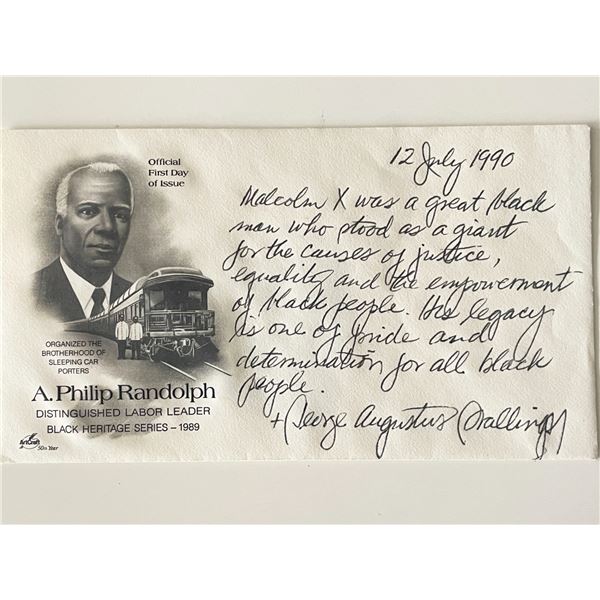 Official
First Day
of Issue
ORGANIZED THE
BROTHERHOOD OF
SLEEPING CAR
PORTERS
A. Philip Randolph
DISTINGUISHED LABOR LEADER
BLACK HERITAGE SERIES – 1989
ArtCraft
50th Year
12 July 1990
Malcolm X was a great black
man who stood as a giant
for the causes of justice,
equality and the empowerment
of black people. His legacy
is one of pride and
determination for all black
people.
+ George Augustus Stallings